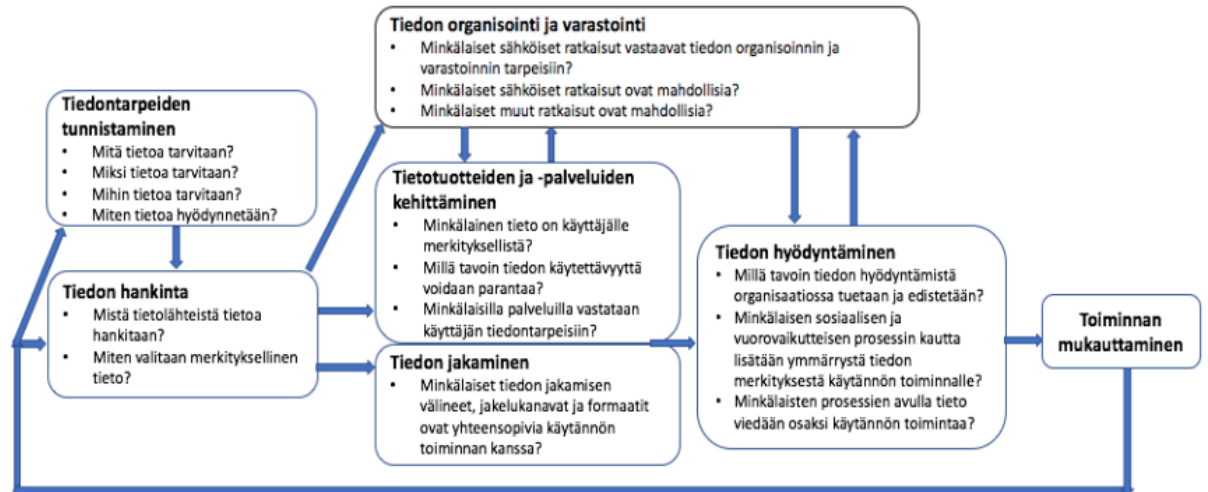 Tiedon organisointi ja varastointi
• Minkälaiset sähköiset ratkaisut vastaavat tiedon organisoinnin ja
varastoinnin tarpeisiin?
• Minkälaiset sähköiset ratkaisut ovat mahdollisia?
• Minkälaiset muut ratkaisut ovat mahdollisia?
Tiedontarpeiden
tunnistaminen
• Mitä tietoa tarvitaan?
• Miksi tietoa tarvitaan?
• Mihin tietoa tarvitaan?
• Miten tietoa hyödynnetään?
Tiedon hankinta
• Mistä tietolähteistä tietoa
hankitaan?
• Miten valitaan merkityksellinen
tieto?
Tietotuotteiden ja -palveluiden
kehittäminen
• Minkälainen tieto on käyttäjälle
merkityksellistä?
• Millä tavoin tiedon käytettävyyttä
voidaan parantaa?
• Minkälaisilla palveluilla vastataan
käyttäjän tiedontarpeisiin?
Tiedon jakaminen
• Minkälaiset tiedon jakamisen
välineet, jakelukanavat ja formaatit
ovat yhteensopivia käytännön
toiminnan kanssa?
Tiedon hyödyntäminen
• Millä tavoin tiedon hyödyntämistä
organisaatiossa tuetaan ja edistetään?
• Minkälaisen sosiaalisen ja
vuorovaikutteisen prosessin kautta
lisätään ymmärrystä tiedon
merkityksestä käytännön toiminnalle?
• Minkälaisten prosessien avulla tieto
viedään osaksi käytännön toimintaa?
Toiminnan
mukauttaminen